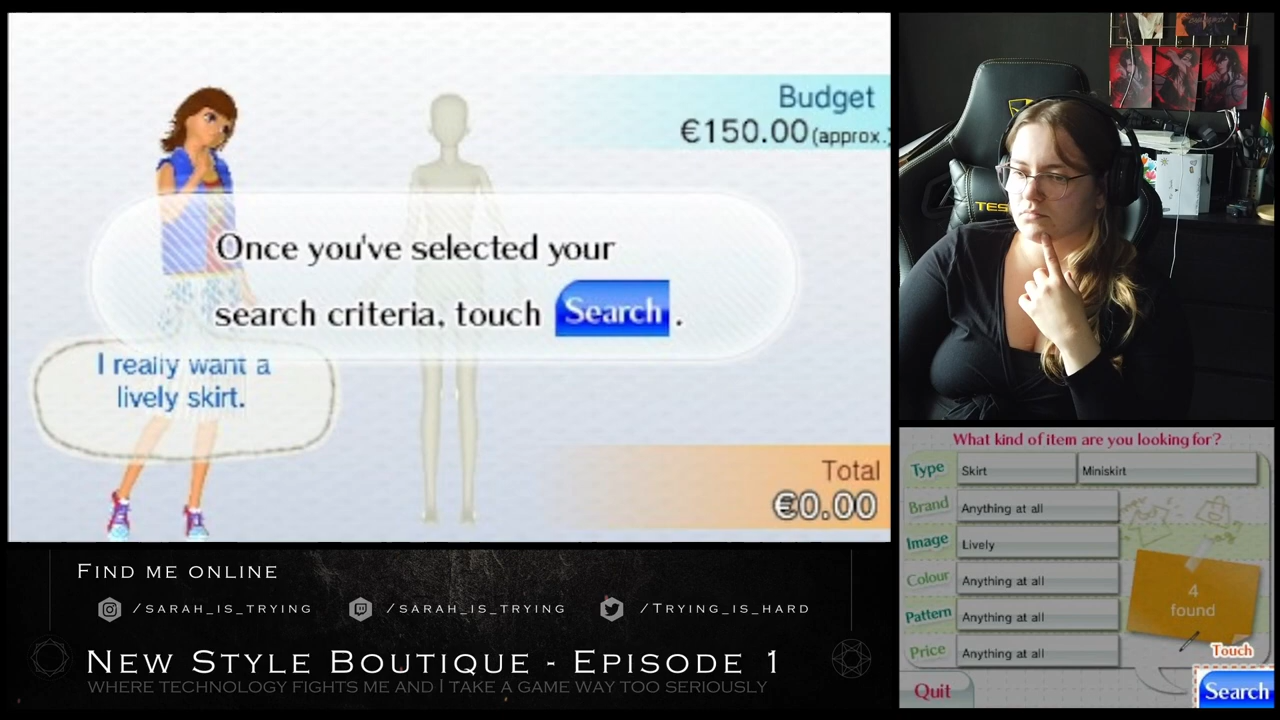 Budget
€150.00(approx.)
Once you've selected your
search criteria, touch Search.
I really want a
lively skirt.
Total
€0.00
TES
What kind of item are you looking for?
Type Skirt Miniskirt
Brand Anything at all
Image Lively
Colour Anything at all
Pattern Anything at all
Price Anything at all
4
found
Touch
Quit
Search
Find me online
/sarah_is_trying
/sarah_is_trying
/Trying_is_hard
New Style Boutique - Episode 1
where technology fights me and I take a game way too seriously